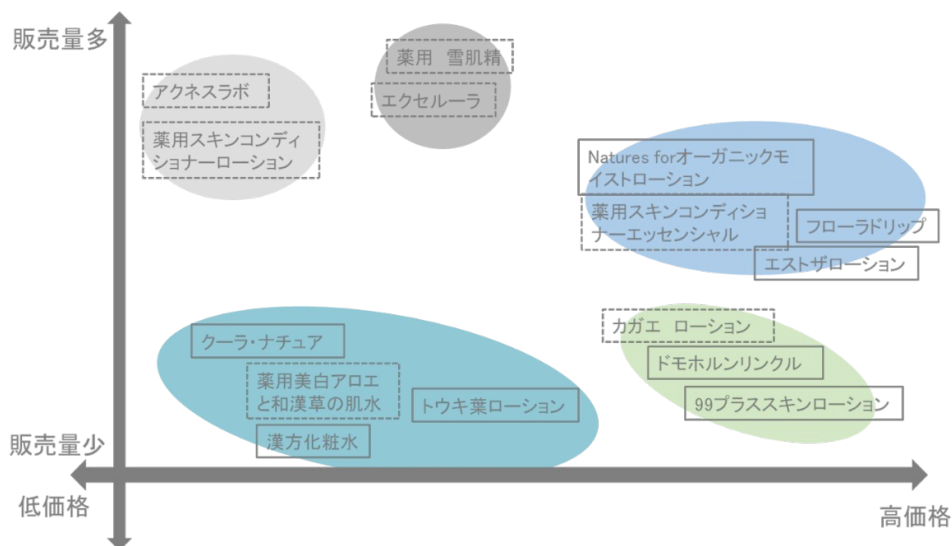 販売量多
薬用　雪肌精
アクネスラボ
エクセルーラ
薬用スキンコンディ
ショナーローション
Natures forオーガニックモ
イストローション
薬用スキンコンディショ
ナーエッセンシャル
フローラドリップ
エストザローション
カガエ　ローション
クーラ・ナチュア
ドモホルンリンクル
薬用美白アロエ
と和漢草の肌水
トウキ葉ローション
99プラススキンローション
漢方化粧水
販売量少
低価格
高価格